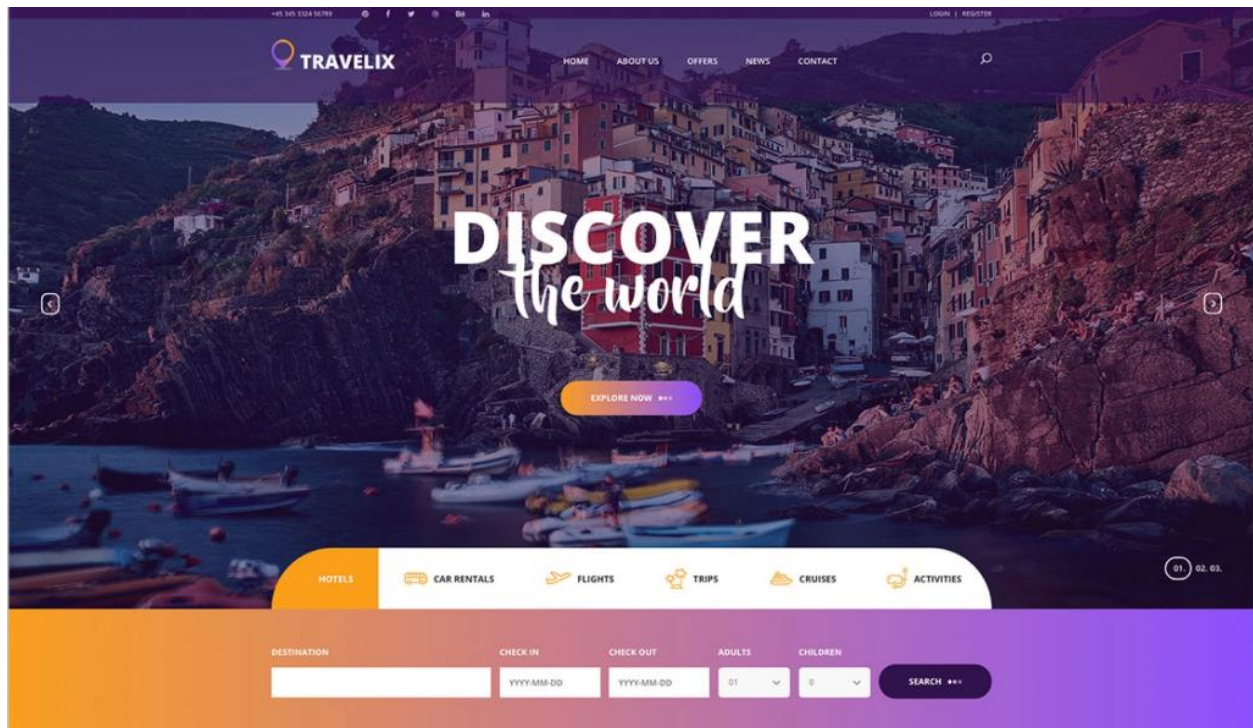 +45 345 3324 56789 LOGIN | REGISTER
TRAVELIX HOME ABOUT US OFFERS NEWS CONTACT
DISCOVER
the world
EXPLORE NOW
HOTELS CAR RENTALS FLIGHTS TRIPS CRUISES ACTIVITIES
01. 02. 03.
DESTINATION CHECK IN CHECK OUT ADULTS CHILDREN
YYYY-MM-DD YYYY-MM-DD 01 0 SEARCH